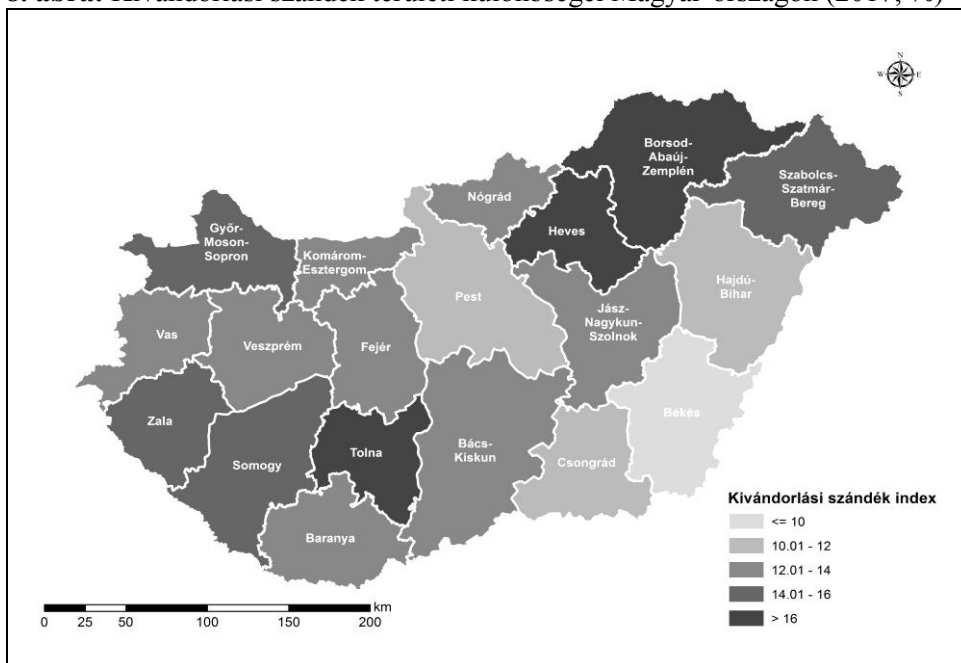 ábra. Kivándorlási szándék területi különbségei Magyar országon (2017, %)
N
W E
S
Borsod-
Abaúj-
Zemplén
Szabolcs-
Szatmár-
Bereg
Nógrád
Heves
Győr-
Moson-
Sopron
Komárom-
Esztergom
Hajdú-
Bihar
Pest
Jász-
Nagykun-
Szolnok
Vas
Veszprém
Fejér
Békés
Zala
Tolna
Bács-
Kiskun
Csongrád
Somogy
Baranya
Kivándorlási szándék index
<= 10
10.01 - 12
12.01 - 14
14.01 - 16
> 16
km
0 25 50 100 150 200